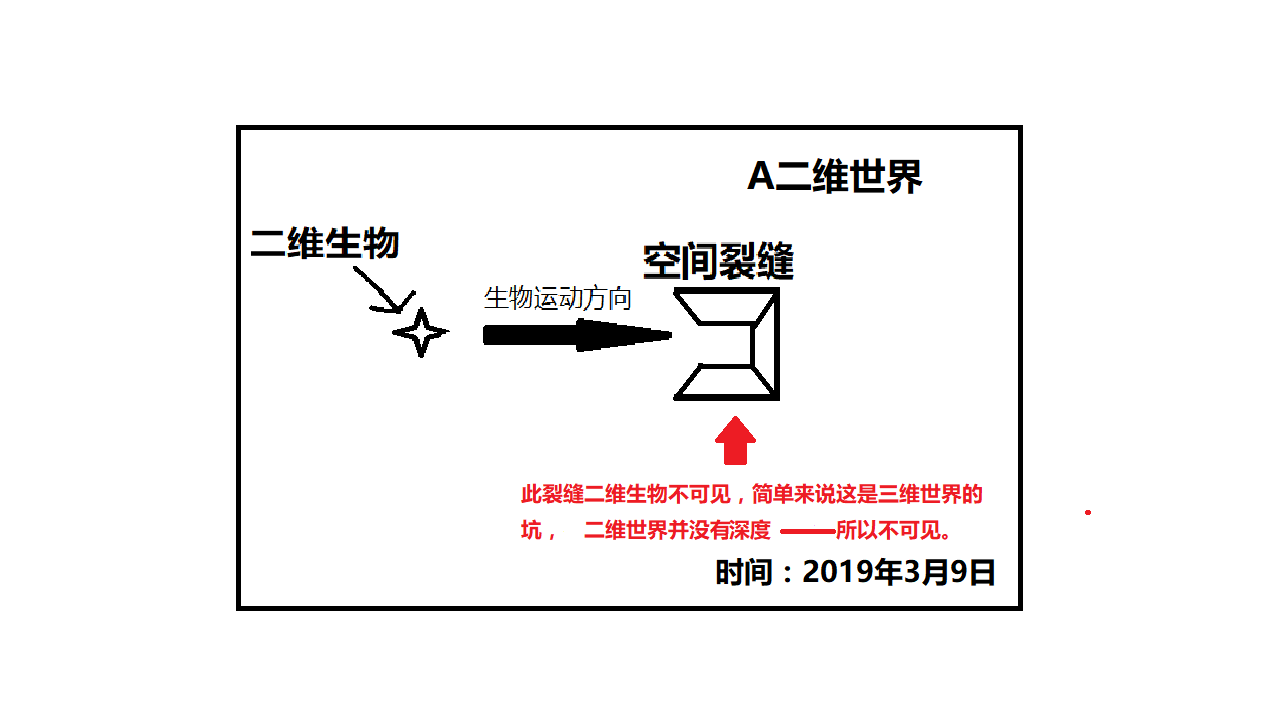 A二维世界
二维生物
空间裂缝
生物运动方向
此裂缝二维生物不可见，简单来说这是三维世界的
坑， 二维世界并没有深度 ——所以不可见。
时间：2019年3月9日